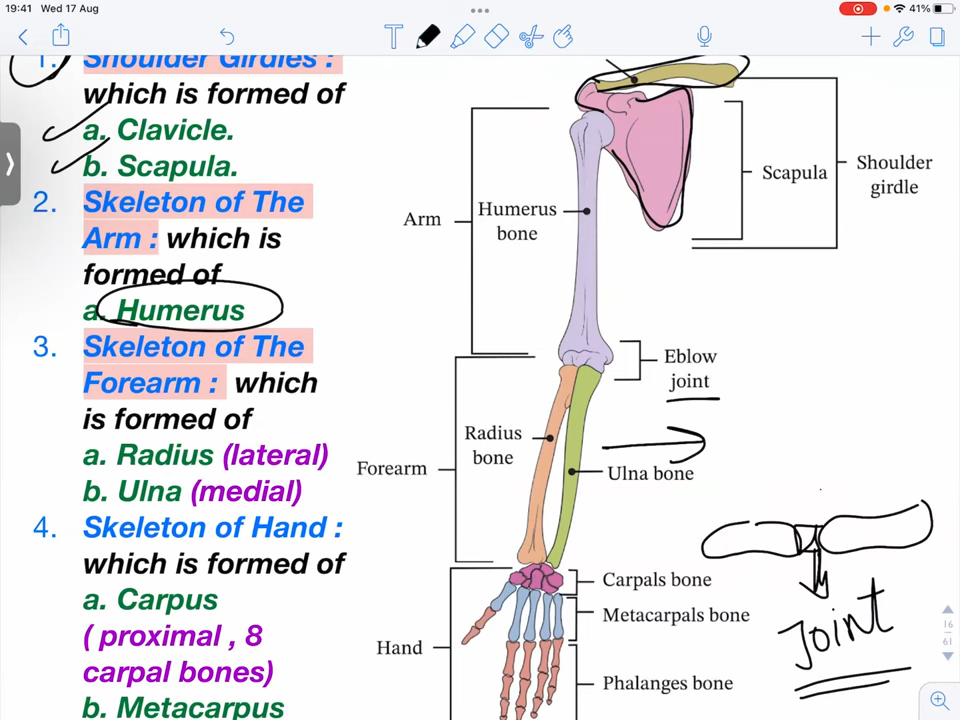 19:41 Wed 17 Aug
41%
1. Shoulder Girdles :
which is formed of
a. Clavicle.
b. Scapula.
2. Skeleton of The
Arm : which is
formed of
a. Humerus
3. Skeleton of The
Forearm : which
is formed of
a. Radius (lateral)
b. Ulna (medial)
4. Skeleton of Hand :
which is formed of
a. Carpus
( proximal , 8
carpal bones)
b. Metacarpus
Arm
Humerus
bone
Scapula
Shoulder
girdle
Eblow
joint
Radius
bone
Forearm
Ulna bone
Carpals bone
Metacarpals bone
Hand
Phalanges bone
Joint
16
61